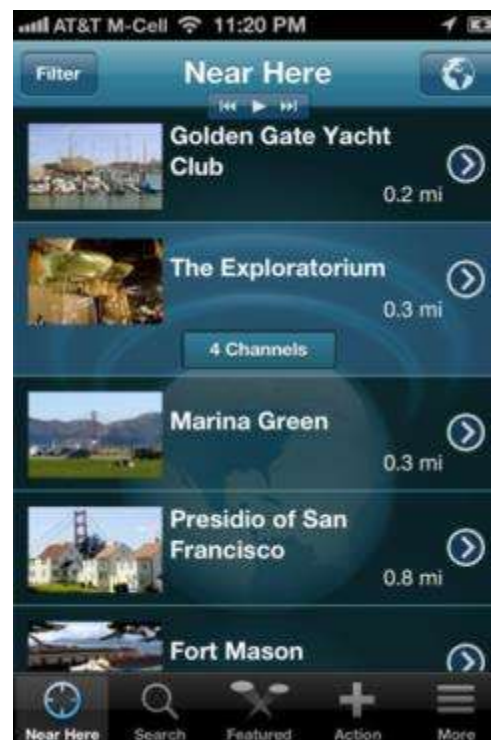 AT&T M-Cell 11:20 PM
Filter
Near Here
Golden Gate Yacht
Club
0.2 mi
The Exploratorium
0.3 mi
4 Channels
Marina Green
0.3 mi
Presidio of San
Francisco
0.8 mi
Fort Mason
Near Here Search Featured Action More